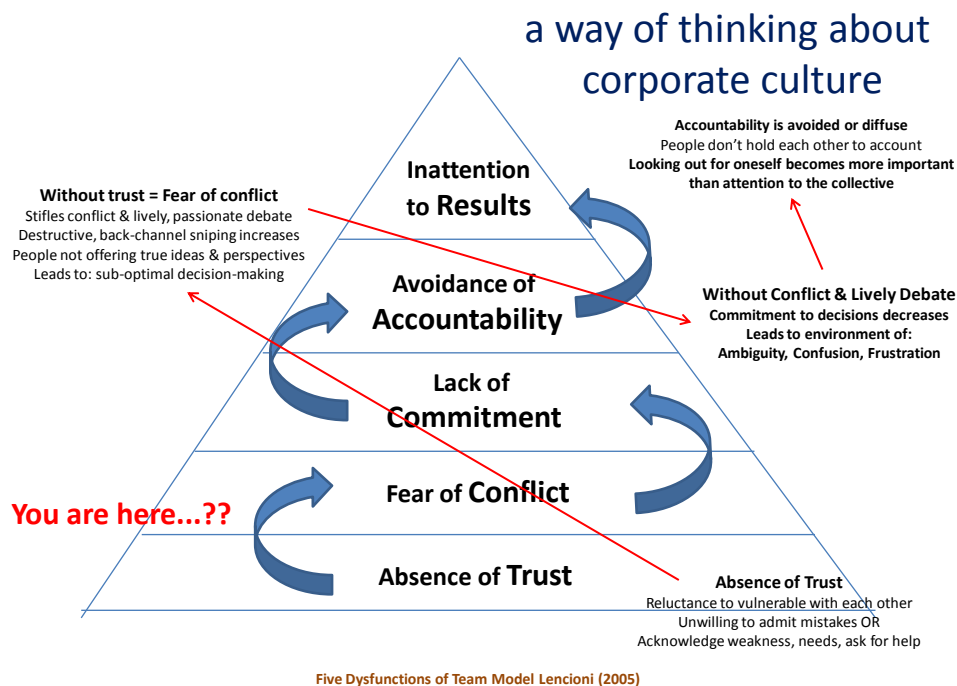 a way of thinking about
corporate culture
Accountability is avoided or diffuse
People don't hold each other to account
Looking out for oneself becomes more important
than attention to the collective
Inattention
to Results
Without trust = Fear of conflict
Stifles conflict & lively, passionate debate
Destructive, back-channel sniping increases
People not offering true ideas & perspectives
Leads to: sub-optimal decision-making
Avoidance of
Accountability
Without Conflict & Lively Debate
Commitment to decisions decreases
Leads to environment of:
Ambiguity, Confusion, Frustration
Lack of
Commitment
Fear of Conflict
You are here...??
Absence of Trust
Absence of Trust
Reluctance to vulnerable with each other
Unwilling to admit mistakes OR
Acknowledge weakness, needs, ask for help
Five Dysfunctions of Team Model Lencioni (2005)